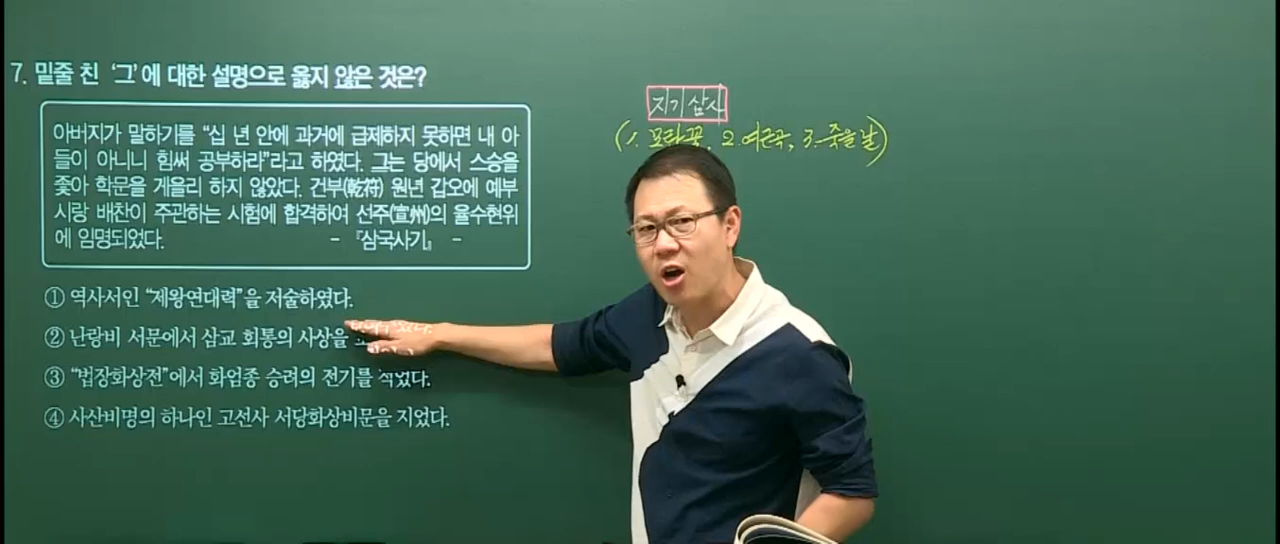 7. 밑줄 친 '그'에 대한 설명으로 옳지 않은 것은?
아버지가 말하기를 “십 년 안에 과거에 급제하지 못하면 내 아
들이 아니니 힘써 공부하라”라고 하였다. 그는 당에서 스승을
좇아 학문을 게을리 하지 않았다. 건부(乾符) 원년 갑오에 예부
시랑 배찬이 주관하는 시험에 합격하여 선주(宣州)의 율수현위
에 임명되었다. - 『삼국사기』 -
① 역사서인 “제왕연대력”을 저술하였다.
② 난랑비 서문에서 삼교 회통의 사상을
③ “법장화상전”에서 화엄종 승려의 전기를 적었다.
④ 사산비명의 하나인 고선사 서당화상비문을 지었다.
지기삼사
(1. 모란꽃, 2. 여근곡, 3. 죽을 날)